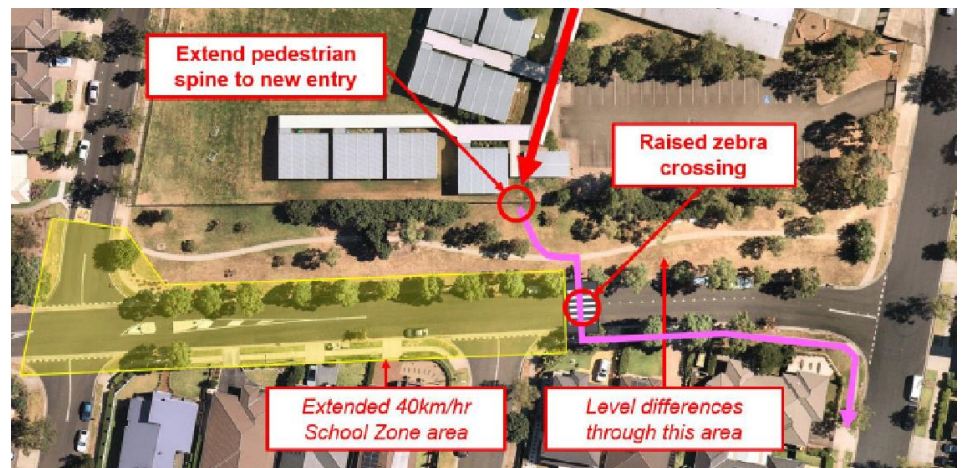 Extend pedestrian
spine to new entry
Raised zebra
crossing
Extended 40km/hr
School Zone area
Level differences
through this area